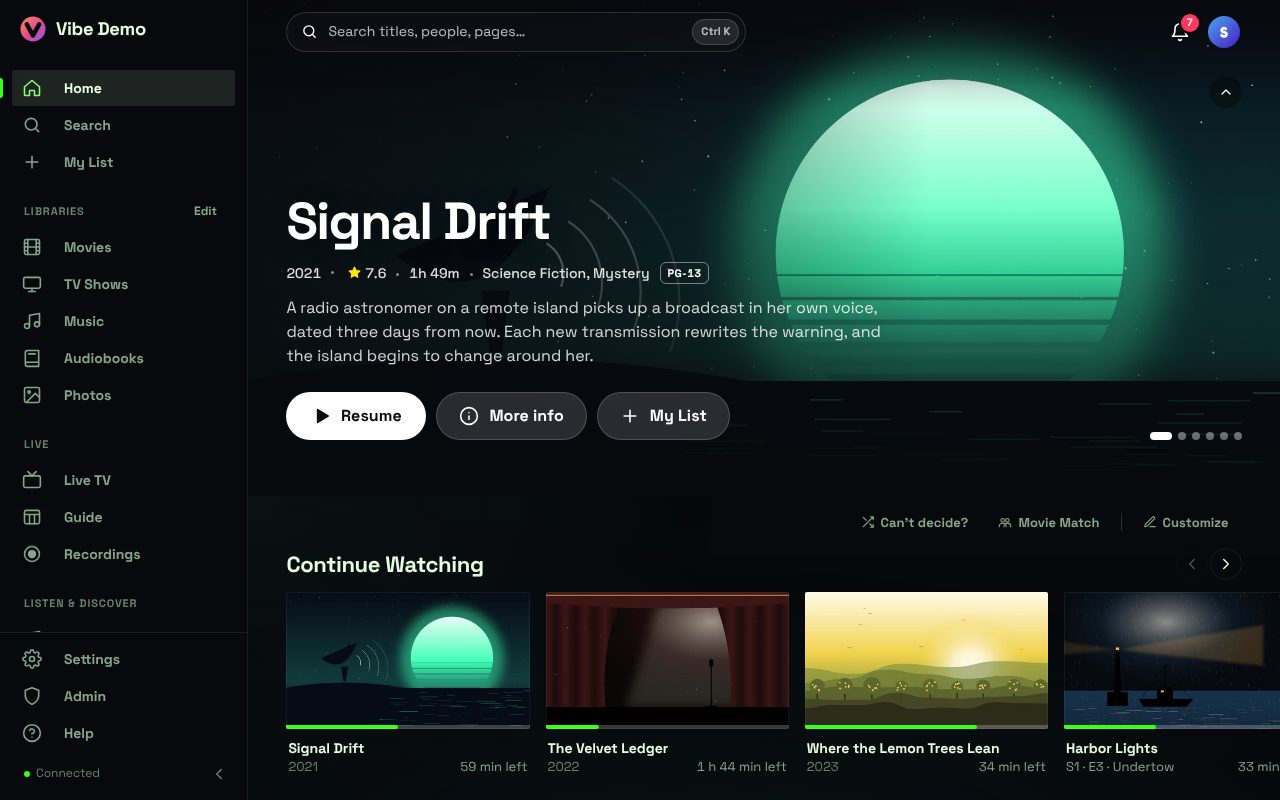 Vibe Demo
Search titles, people, pages...
Ctrl K
7
S
Home
Search
My List
LIBRARIES
Edit
Movies
TV Shows
Music
Audiobooks
Photos
LIVE
Live TV
Guide
Recordings
LISTEN & DISCOVER
Settings
Admin
Help
Connected
Signal Drift
2021 • 7.6 • 1h 49m • Science Fiction, Mystery PG-13
A radio astronomer on a remote island picks up a broadcast in her own voice,
dated three days from now. Each new transmission rewrites the warning, and
the island begins to change around her.
Resume
More info
My List
Can't decide?
Movie Match
Customize
Continue Watching
Signal Drift
2021
59 min left
The Velvet Ledger
2022
1 h 44 min left
Where the Lemon Trees Lean
2023
34 min left
Harbor Lights
S1 · E3 · Undertow
33 min